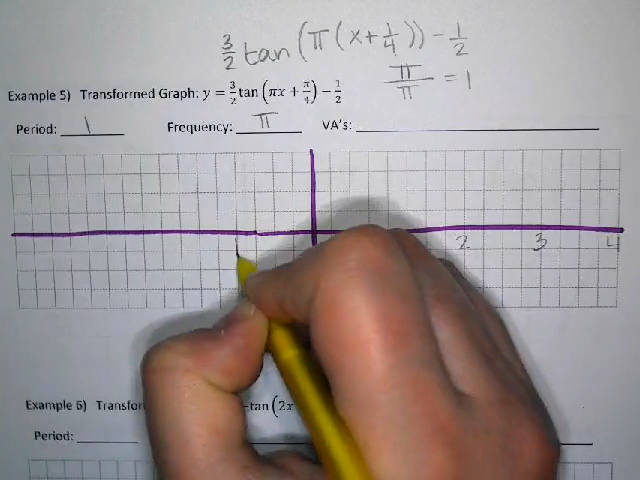 3/2 tan (π(x+1/4)) - 1/2
π/π = 1
Example 5) Transformed Graph: y = 3/2 tan (πx + π/4) − 1/2
Period: 1 Frequency: π VA's:
2 3 4
Example 6) Transfor tan(2x
Period: